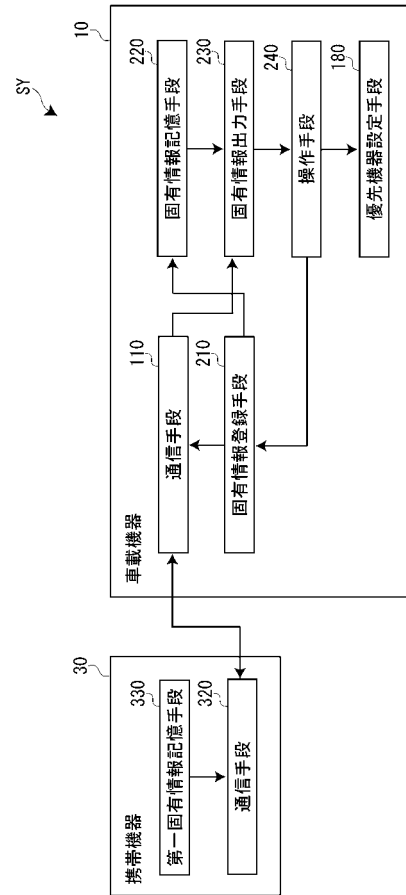 SY
30
携帯機器
330
第一固有情報記憶手段
320
通信手段
10
車載機器
110
通信手段
210
固有情報登録手段
220
固有情報記憶手段
230
固有情報出力手段
240
操作手段
180
優先機器設定手段